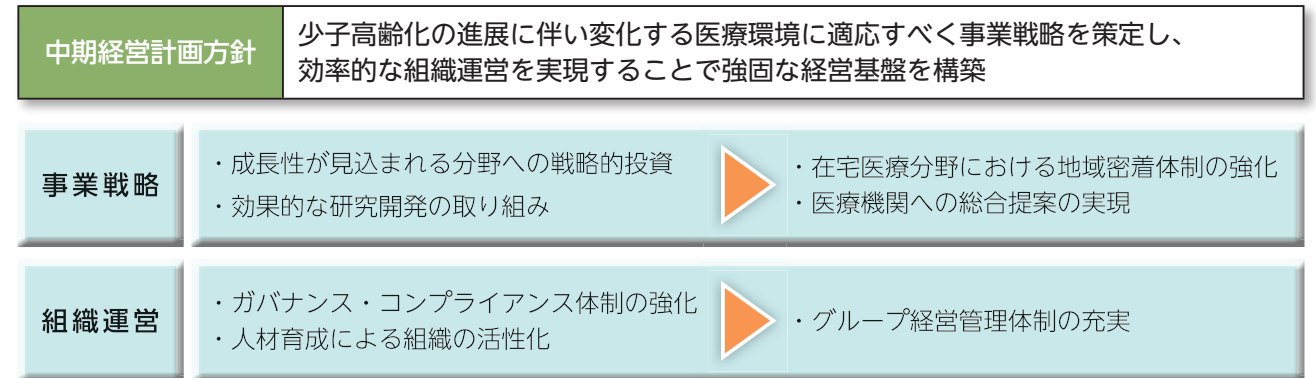 中期経営計画方針
少子高齢化の進展に伴い変化する医療環境に適応すべく事業戦略を策定し、
効率的な組織運営を実現することで強固な経営基盤を構築
事業戦略
・成長性が見込まれる分野への戦略的投資
・効果的な研究開発の取り組み
・在宅医療分野における地域密着体制の強化
・医療機関への総合提案の実現
組織運営
・ガバナンス・コンプライアンス体制の強化
・人材育成による組織の活性化
・グループ経営管理体制の充実